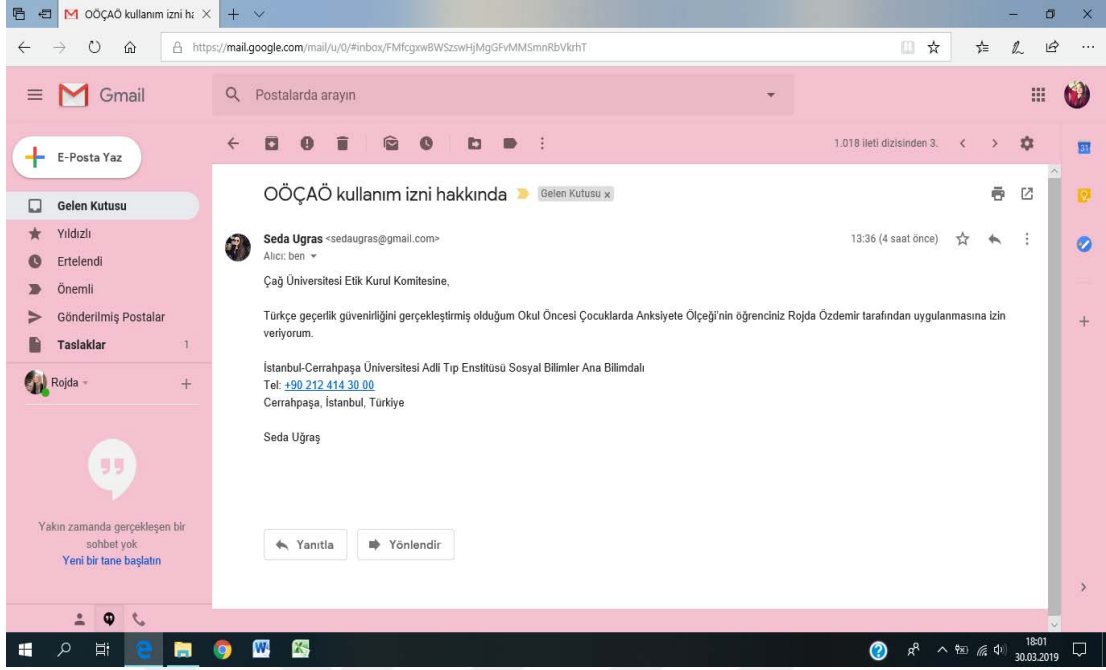 OÖÇAÖ kullanım izni ha
https://mail.google.com/mail/u/0/#inbox/FMfcgxwBWSzswHjMgGFvMMSmnRbVkrhT
Gmail
Postalarda arayın
E-Posta Yaz
1.018 ileti dizisinden 3.
31
Gelen Kutusu
Yıldızlı
Ertelendi
Önemli
Gönderilmiş Postalar
Taslaklar 1
Rojda
Yakın zamanda gerçekleşen bir
sohbet yok
Yeni bir tane başlatın
OÖÇAÖ kullanım izni hakkında Gelen Kutusu x
Seda Ugras <sedaugras@gmail.com> 13:36 (4 saat önce)
Alıcı: ben
Çağ Üniversitesi Etik Kurul Komitesine,
Türkçe geçerlik güvenirliğini gerçekleştirmiş olduğum Okul Öncesi Çocuklarda Anksiyete Ölçeği'nin öğrenciniz Rojda Özdemir tarafından uygulanmasına izin
veriyorum.
İstanbul-Cerrahpaşa Üniversitesi Adli Tıp Enstitüsü Sosyal Bilimler Ana Bilimdalı
Tel: +90 212 414 30 00
Cerrahpaşa, İstanbul, Türkiye
Seda Uğraş
Yanıtla Yönlendir
18:01
30.03.2019